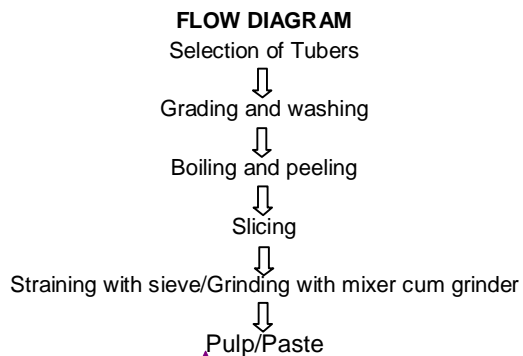 FLOW DIAGRAM
Selection of Tubers
Grading and washing
Boiling and peeling
Slicing
Straining with sieve/Grinding with mixer cum grinder
Pulp/Paste